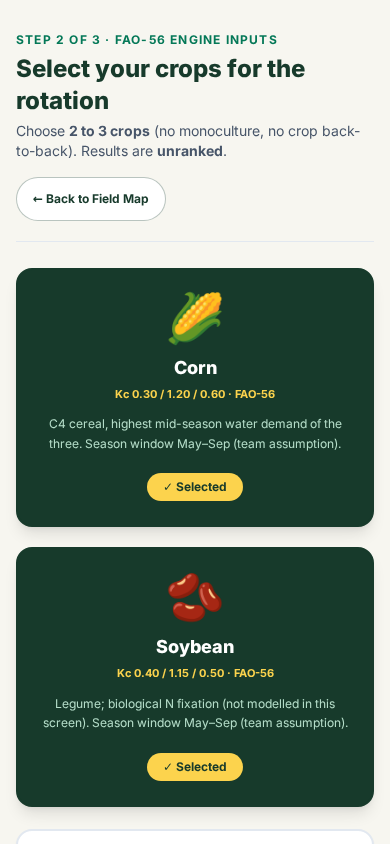 STEP 2 OF 3 · FAO-56 ENGINE INPUTS
Select your crops for the
rotation
Choose 2 to 3 crops (no monoculture, no crop back-
to-back). Results are unranked.
← Back to Field Map
Corn
Kc 0.30 / 1.20 / 0.60 · FAO-56
C4 cereal, highest mid-season water demand of the
three. Season window May–Sep (team assumption).
✓ Selected
Soybean
Kc 0.40 / 1.15 / 0.50 · FAO-56
Legume; biological N fixation (not modelled in this
screen). Season window May–Sep (team assumption).
✓ Selected